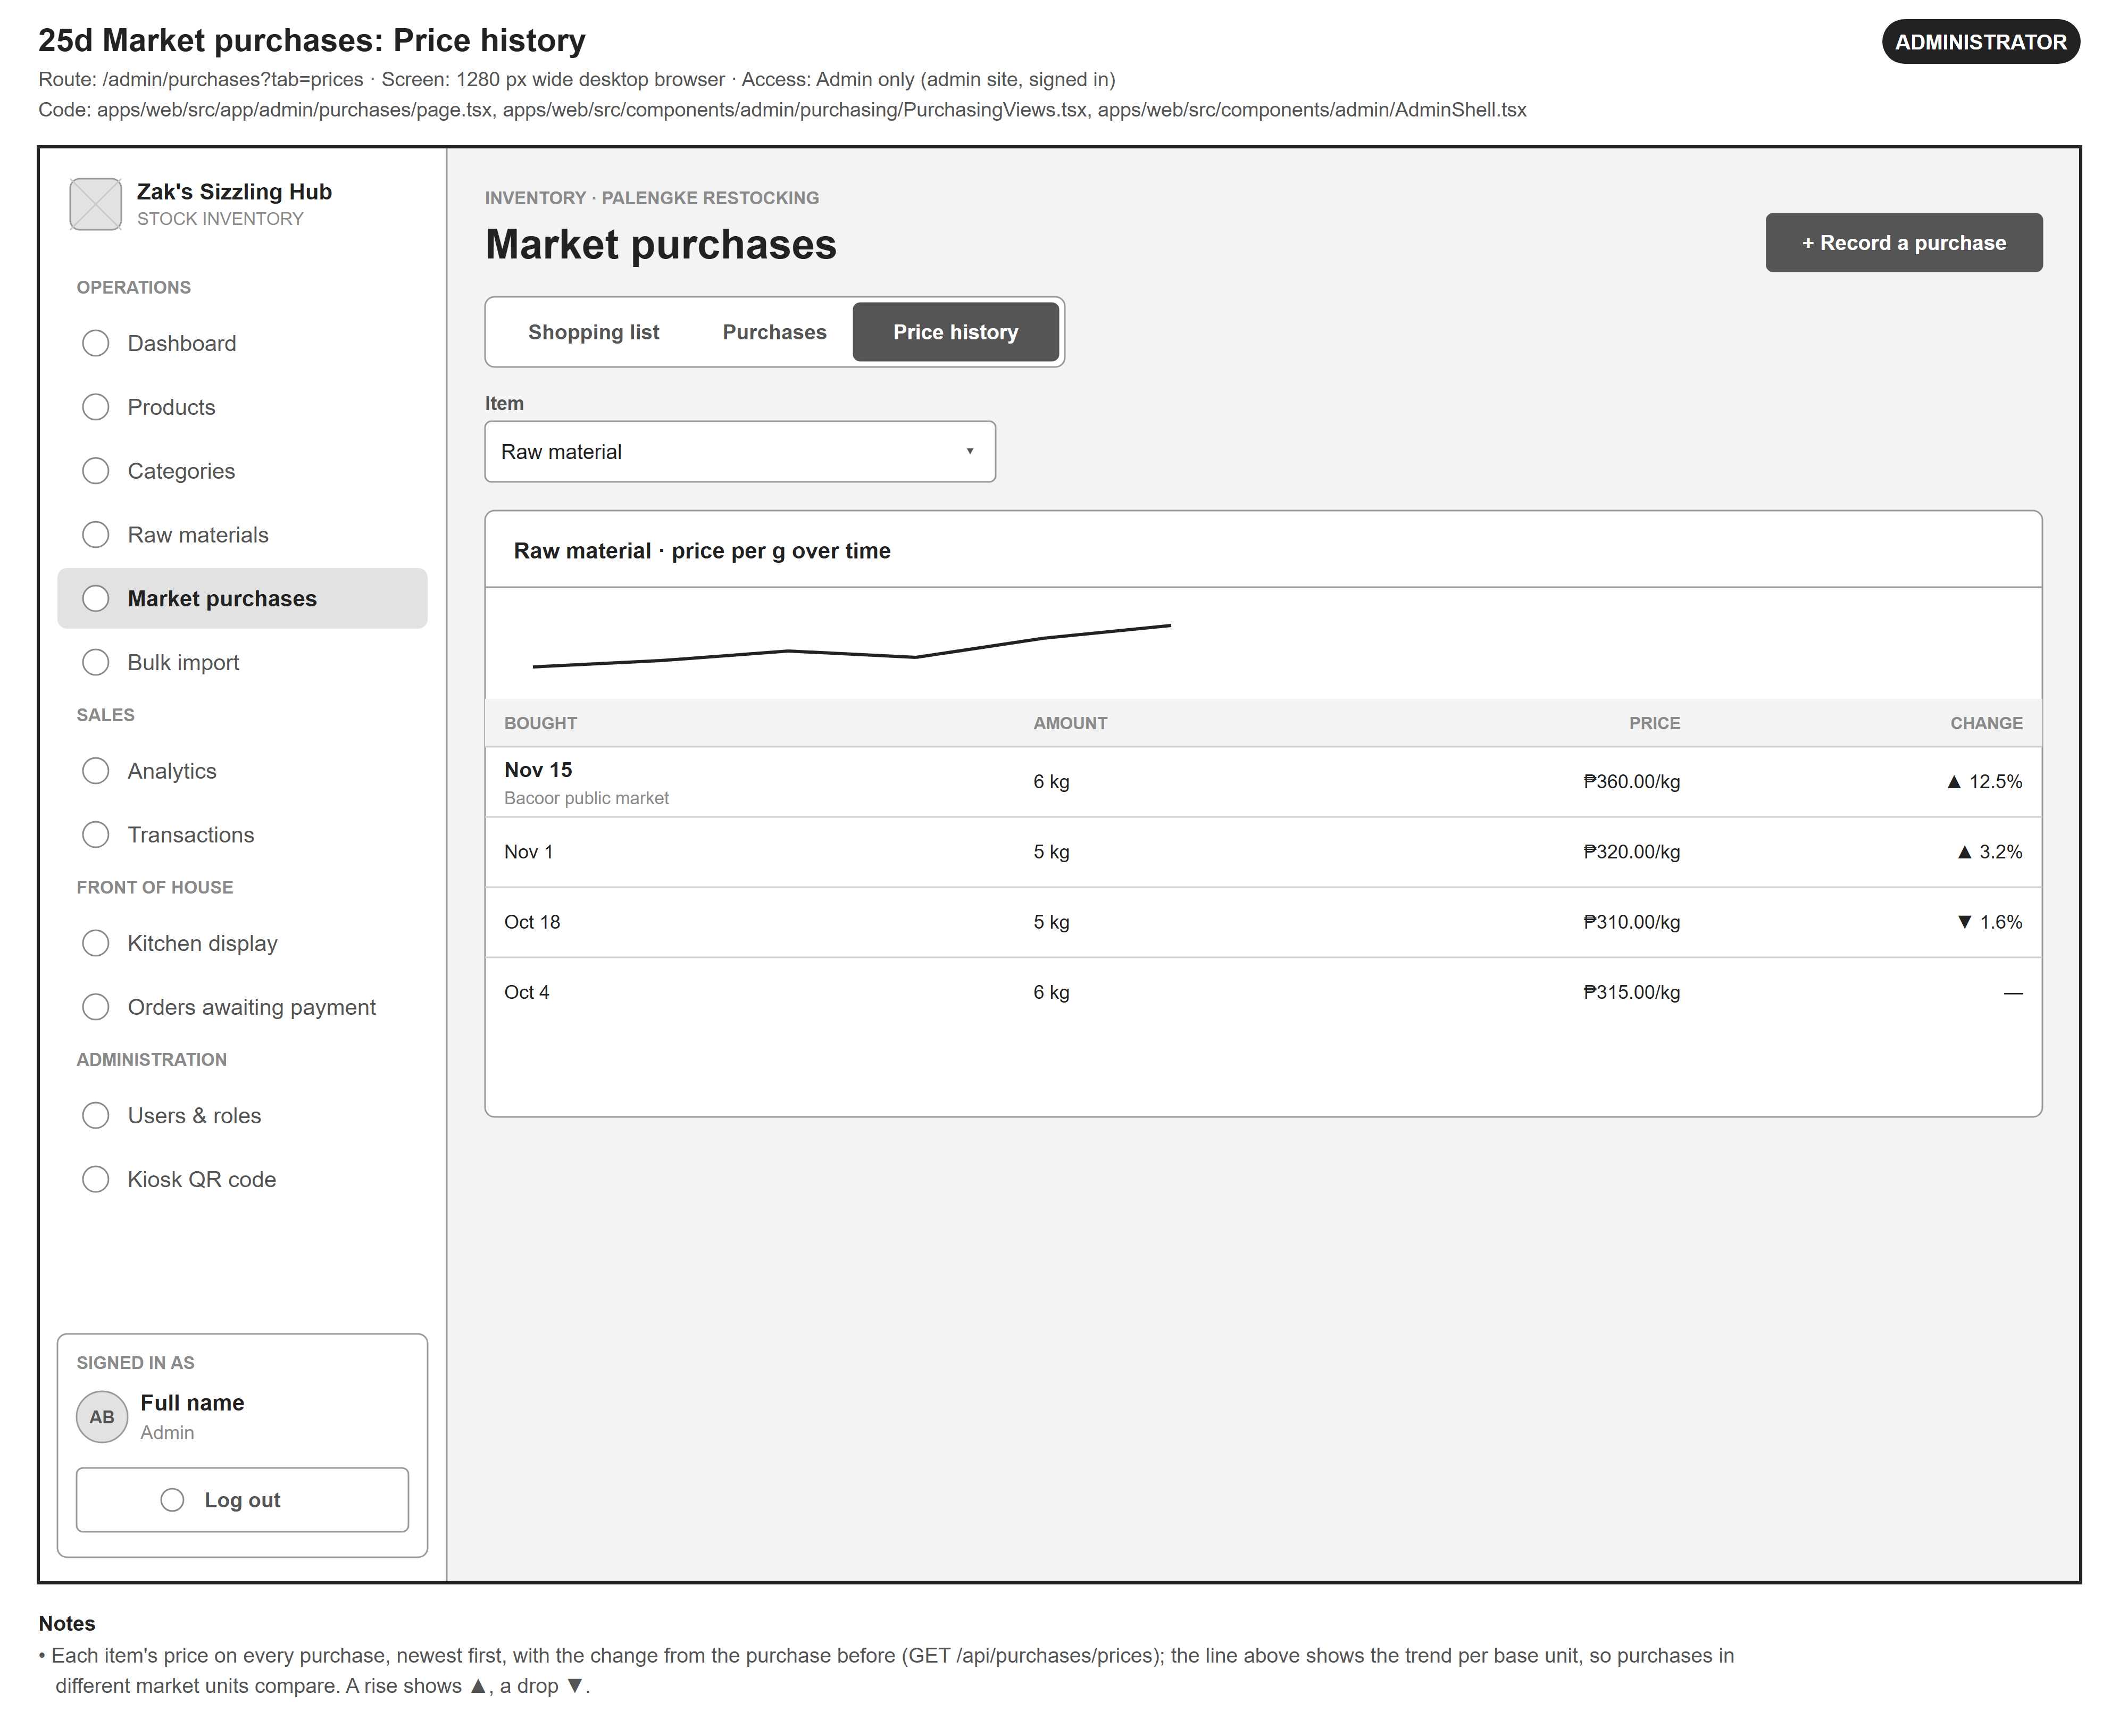 25d Market purchases: Price history
ADMINISTRATOR
Route: /admin/purchases?tab=prices · Screen: 1280 px wide desktop browser · Access: Admin only (admin site, signed in)
Code: apps/web/src/app/admin/purchases/page.tsx, apps/web/src/components/admin/purchasing/PurchasingViews.tsx, apps/web/src/components/admin/AdminShell.tsx
Zak's Sizzling Hub
STOCK INVENTORY
OPERATIONS
Dashboard
Products
Categories
Raw materials
Market purchases
Bulk import
SALES
Analytics
Transactions
FRONT OF HOUSE
Kitchen display
Orders awaiting payment
ADMINISTRATION
Users & roles
Kiosk QR code
SIGNED IN AS
AB
Full name
Admin
Log out
INVENTORY · PALENGKE RESTOCKING
Market purchases
+ Record a purchase
Shopping list Purchases Price history
Item
Raw material ▾
Raw material · price per g over time
BOUGHT AMOUNT PRICE CHANGE
Nov 15 6 kg ₱360.00/kg ▲ 12.5%
Bacoor public market
Nov 1 5 kg ₱320.00/kg ▲ 3.2%
Oct 18 5 kg ₱310.00/kg ▼ 1.6%
Oct 4 6 kg ₱315.00/kg —
Notes
• Each item's price on every purchase, newest first, with the change from the purchase before (GET /api/purchases/prices); the line above shows the trend per base unit, so purchases in
different market units compare. A rise shows ▲, a drop ▼.